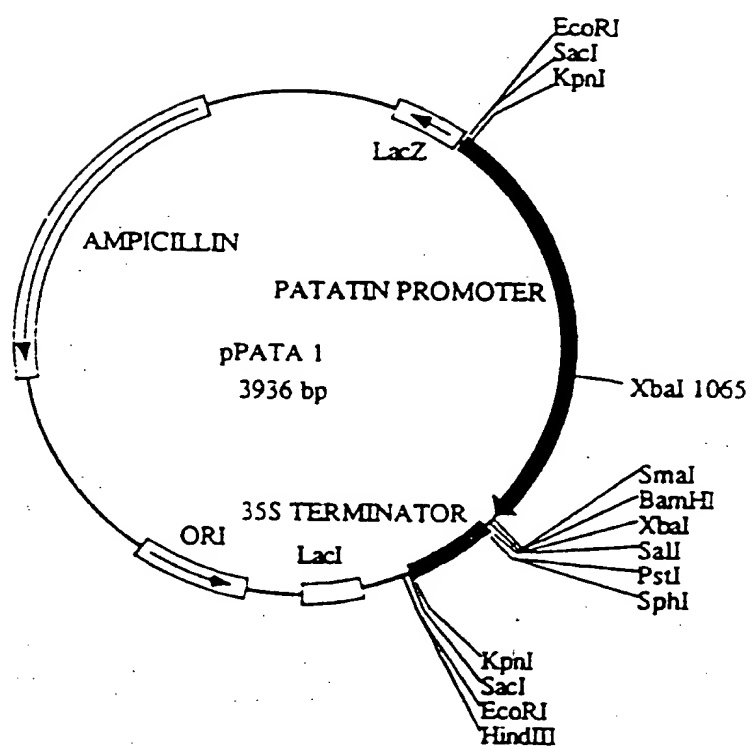 EcoRI
SacI
KpnI
LacZ
AMPICILLIN
PATATIN PROMOTER
pPATA 1
3936 bp
XbaI 1065
SmaI
BamHI
XbaI
SalI
PstI
SphI
35S TERMINATOR
ORI
LacI
KpnI
SacI
EcoRI
HindIII